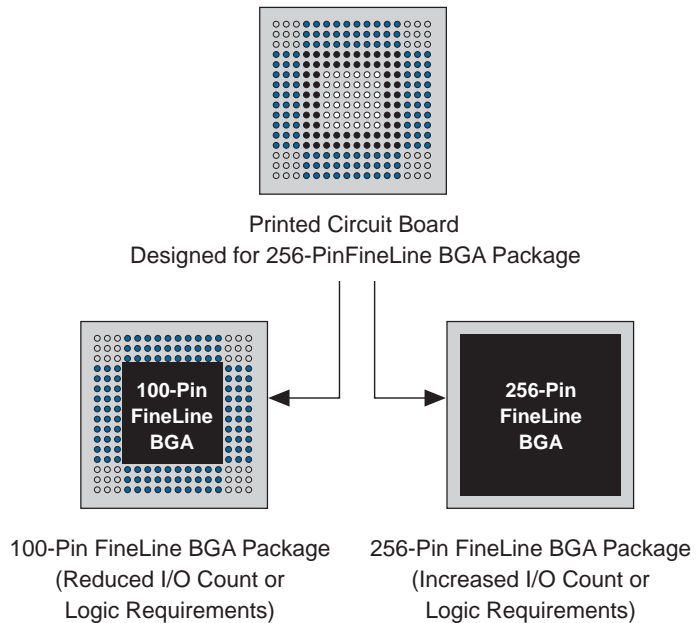 Printed Circuit Board
Designed for 256-PinFineLine BGA Package
100-Pin
FineLine
BGA
256-Pin
FineLine
BGA
100-Pin FineLine BGA Package
(Reduced I/O Count or
Logic Requirements)
256-Pin FineLine BGA Package
(Increased I/O Count or
Logic Requirements)